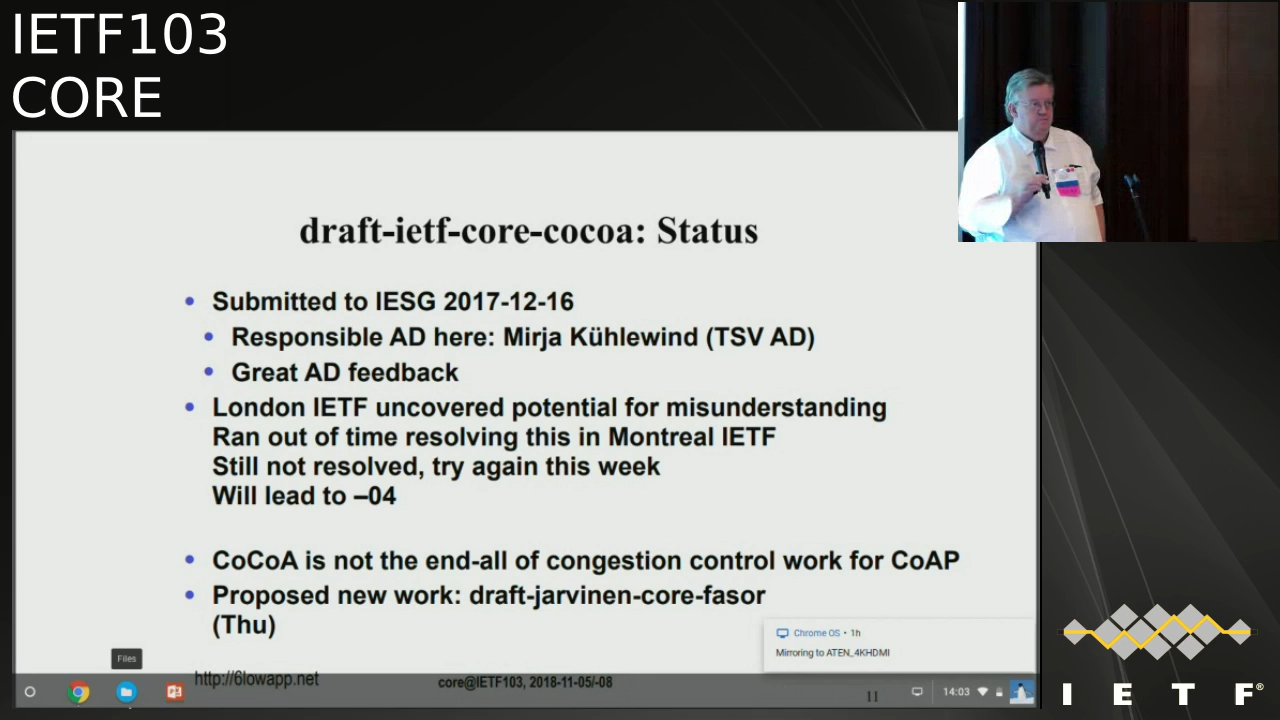 IETF103
CORE
draft-ietf-core-cocoa: Status
• Submitted to IESG 2017-12-16
• Responsible AD here: Mirja Kühlewind (TSV AD)
• Great AD feedback
• London IETF uncovered potential for misunderstanding
Ran out of time resolving this in Montreal IETF
Still not resolved, try again this week
Will lead to –04
• CoCoA is not the end-all of congestion control work for CoAP
• Proposed new work: draft-jarvinen-core-fasor
(Thu)
Chrome OS • 1h
Mirroring to ATEN_4KHDMI
Files
http://6lowapp.net
core@IETF103, 2018-11-05/-08
11
14:03
I E T F®